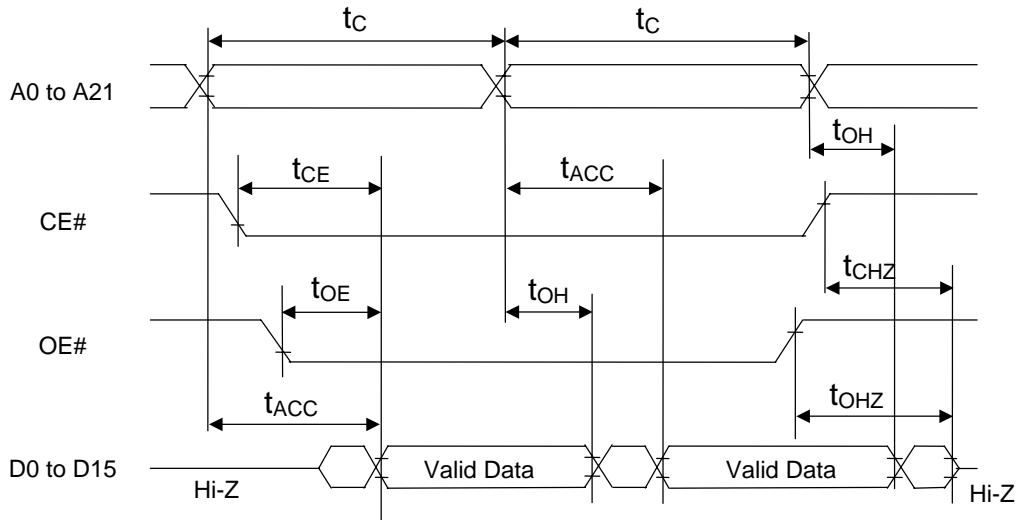 tC tC
A0 to A21
tOH
tCE tACC
CE#
tCHZ
tOE tOH
OE#
tOHZ
tACC
D0 to D15 Valid Data Valid Data
Hi-Z Hi-Z